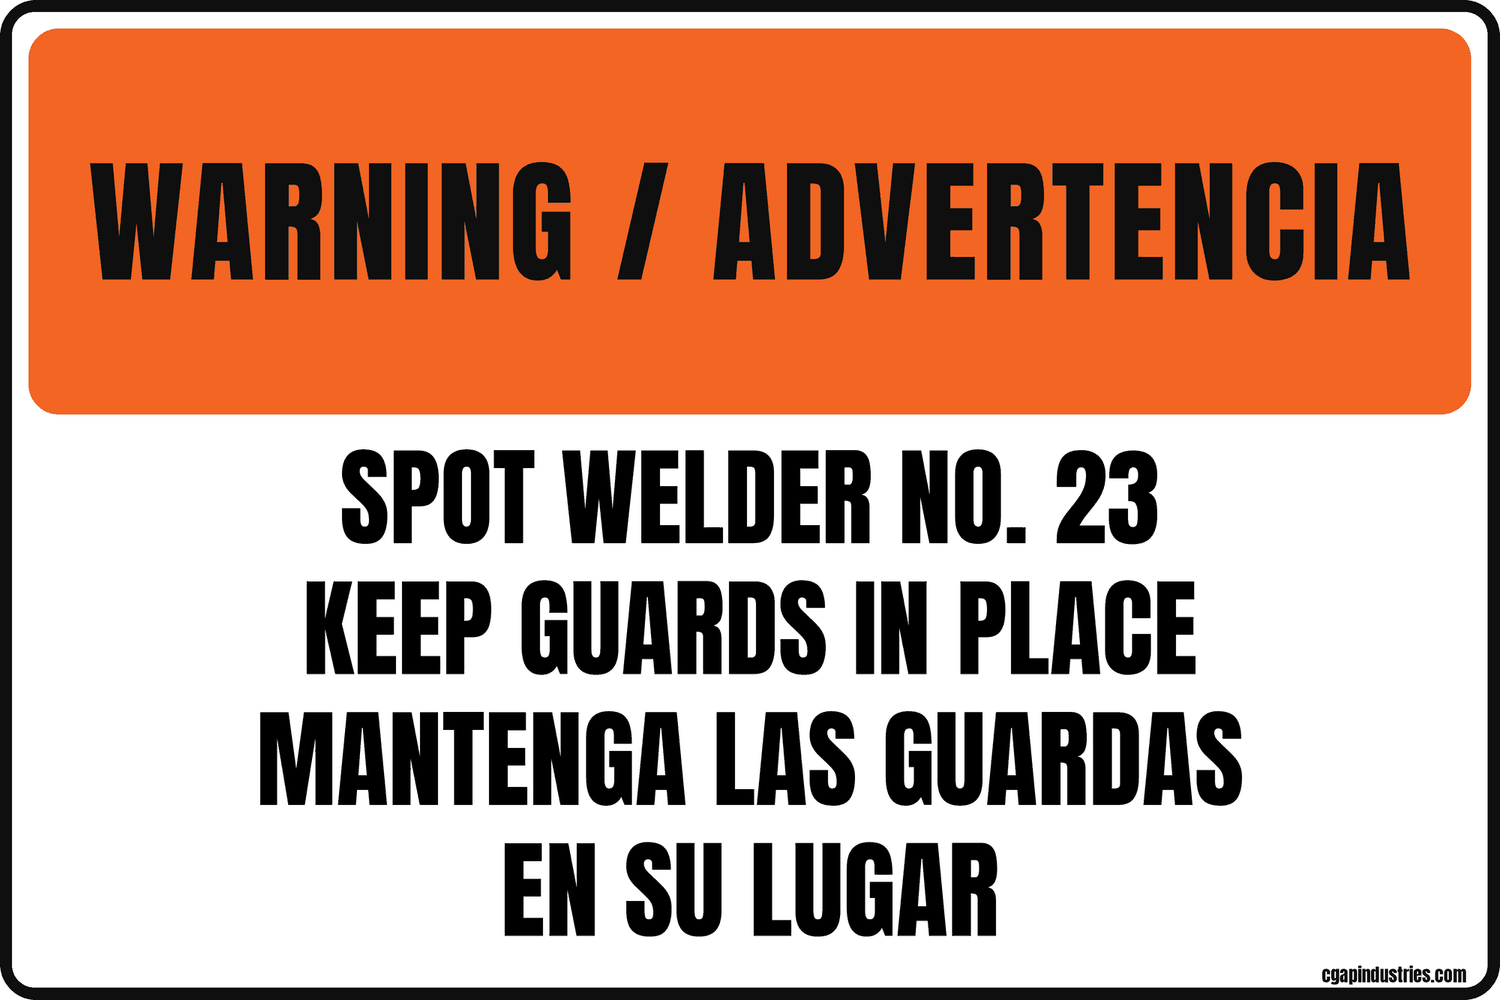 WARNING / ADVERTENCIA
SPOT WELDER NO. 23
KEEP GUARDS IN PLACE
MANTENGA LAS GUARDAS
EN SU LUGAR
cgapindustries.com